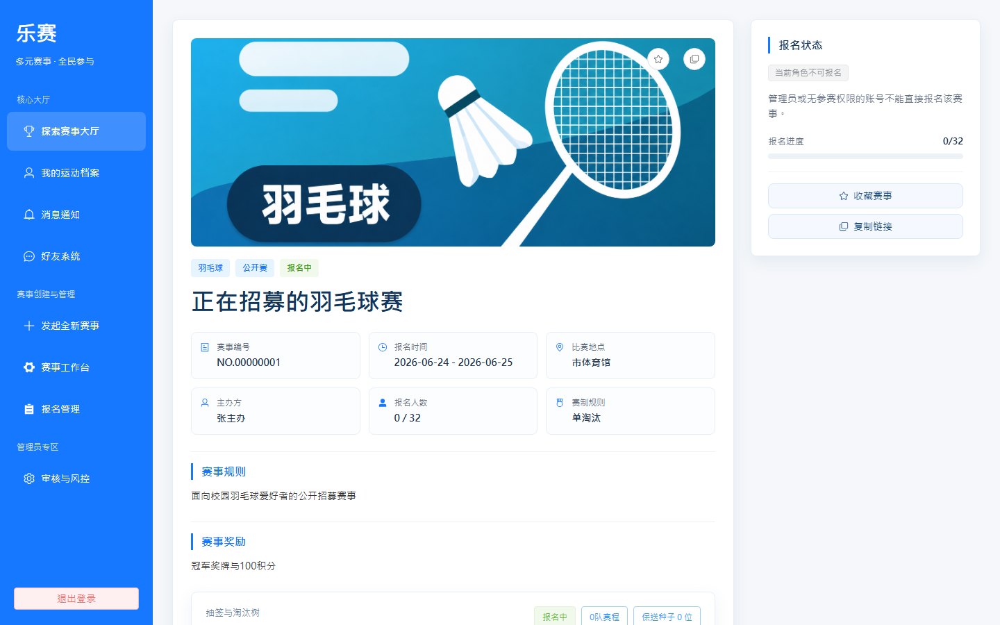 乐赛
多元赛事 · 全民参与
核心大厅
探索赛事大厅
我的运动档案
消息通知
好友系统
赛事创建与管理
发起全新赛事
赛事工作台
报名管理
管理员专区
审核与风控
退出登录
羽毛球
羽毛球
公开赛
报名中
正在招募的羽毛球赛
赛事编号
NO.00000001
报名时间
2026-06-24 - 2026-06-25
比赛地点
市体育馆
主办方
张主办
报名人数
0 / 32
赛制规则
单淘汰
赛事规则
面向校园羽毛球爱好者的公开招募赛事
赛事奖励
冠军奖牌与100积分
抽签与淘汰树
报名中
0队赛程
保送种子 0 位
报名状态
当前角色不可报名
管理员或无参赛权限的账号不能直接报名该赛
事。
报名进度
0/32
收藏赛事
复制链接